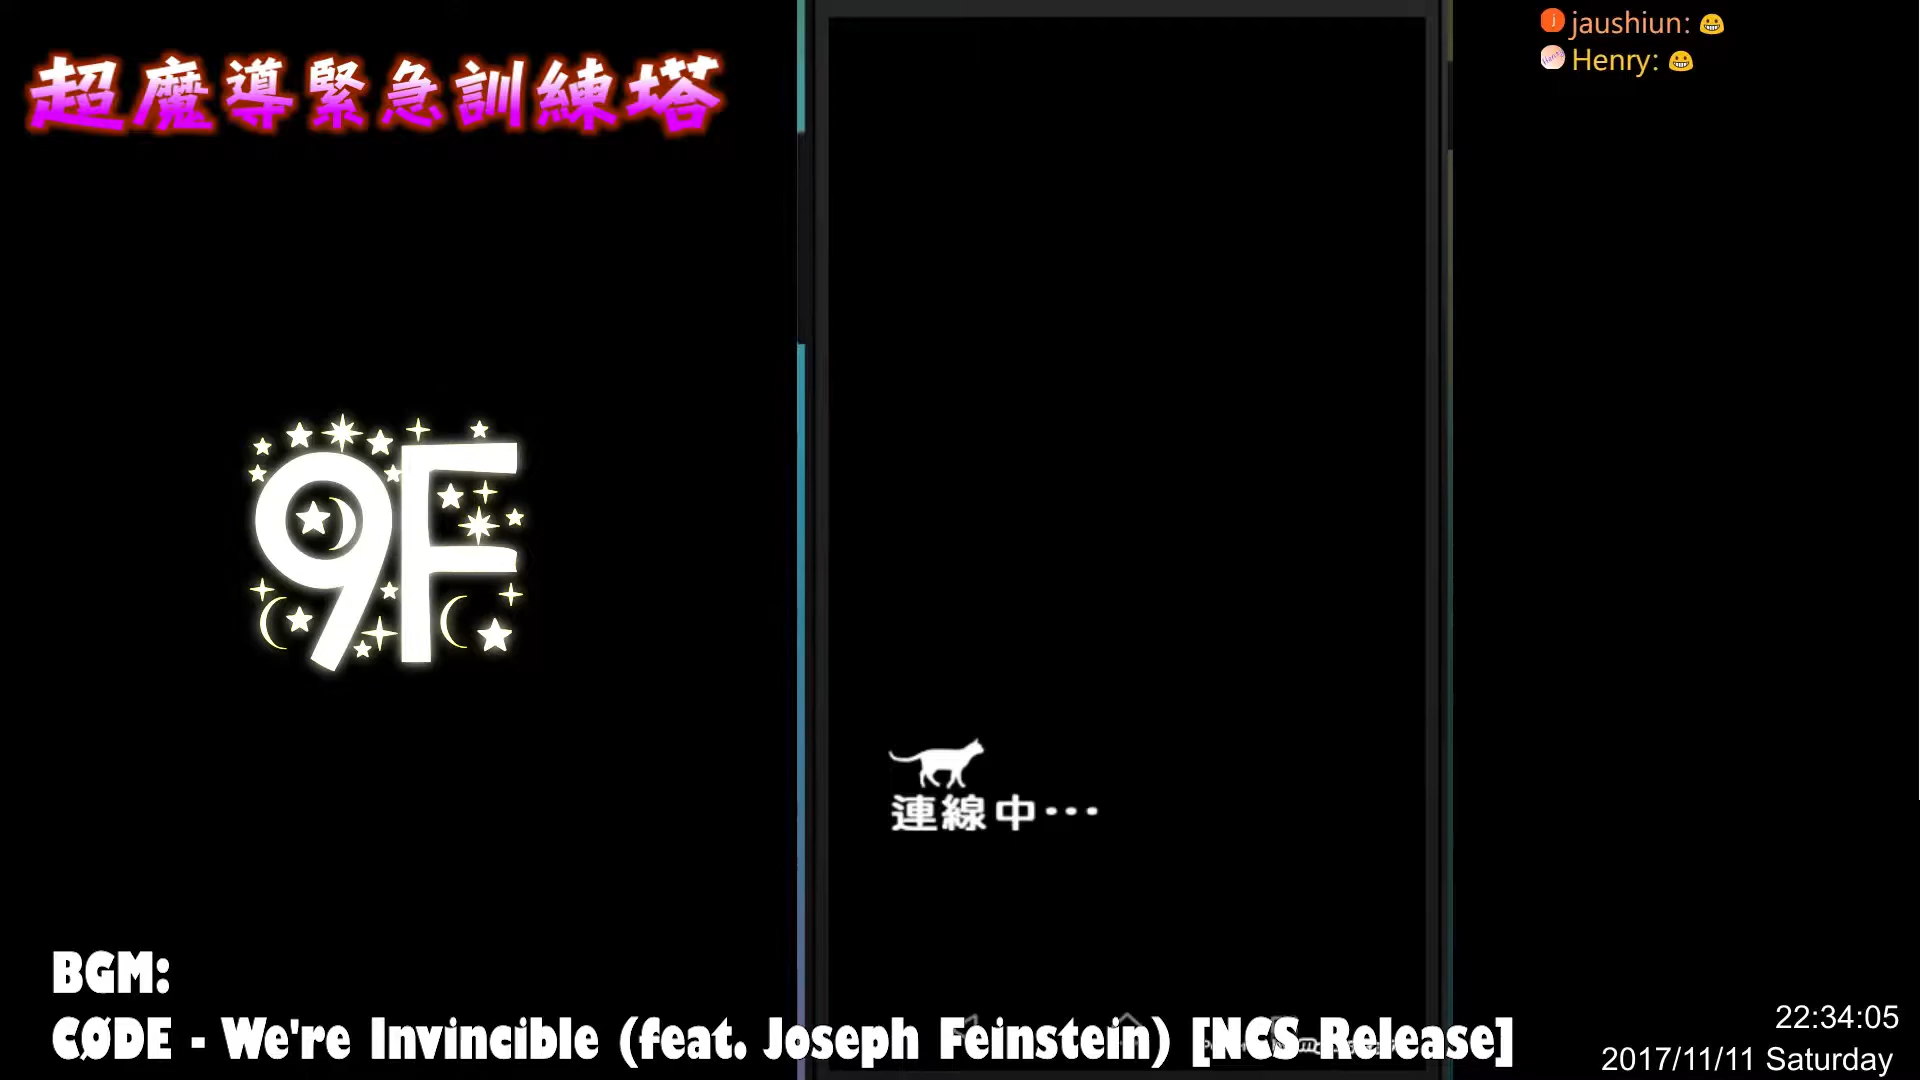 超魔導緊急訓練塔
jaushiun: 😀
Henry: 😀
9F
連線中…
BGM:
CØDE - We're Invincible (feat. Joseph Feinstein) [NCS Release]
22:34:05
2017/11/11 Saturday